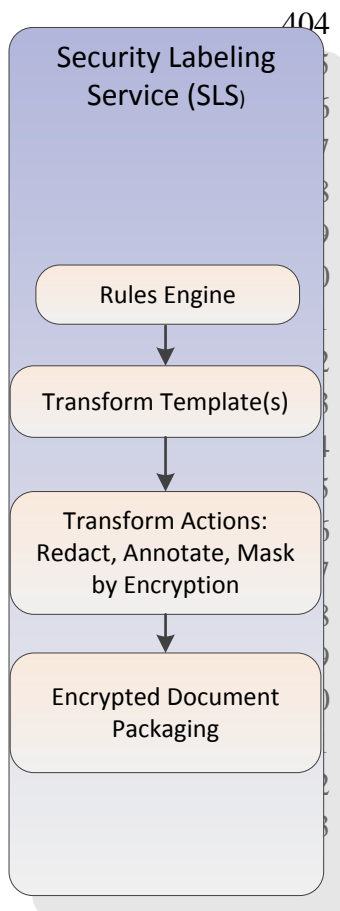 404
Security Labeling
Service (SLS)
Rules Engine
Transform Template(s)
Transform Actions:
Redact, Annotate, Mask
by Encryption
Encrypted Document
Packaging